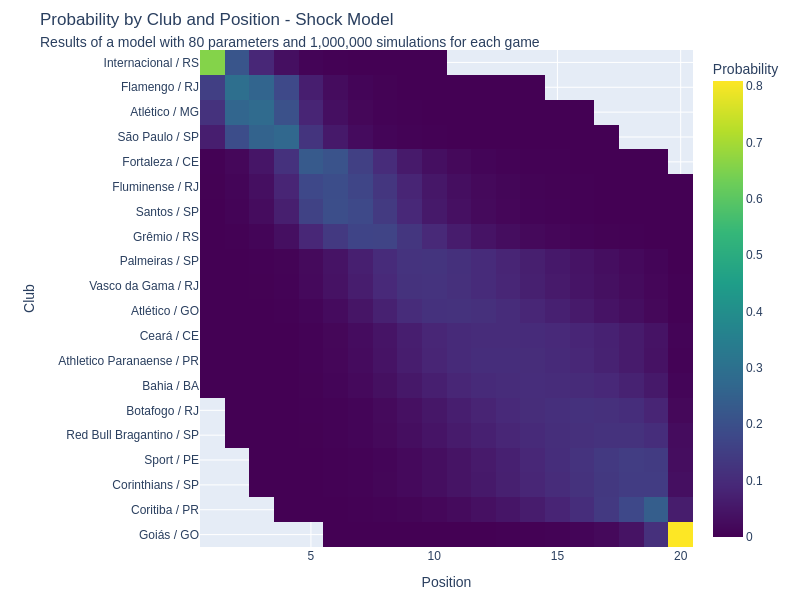 Probability by Club and Position - Shock Model
Results of a model with 80 parameters and 1,000,000 simulations for each game
Probability
Internacional / RS
Flamengo / RJ
Atlético / MG
São Paulo / SP
Fortaleza / CE
Fluminense / RJ
Santos / SP
Grêmio / RS
Palmeiras / SP
Vasco da Gama / RJ
Atlético / GO
Ceará / CE
Athletico Paranaense / PR
Bahia / BA
Botafogo / RJ
Red Bull Bragantino / SP
Sport / PE
Corinthians / SP
Coritiba / PR
Goiás / GO
Club
5
10
15
20
Position
0.8
0.7
0.6
0.5
0.4
0.3
0.2
0.1
0